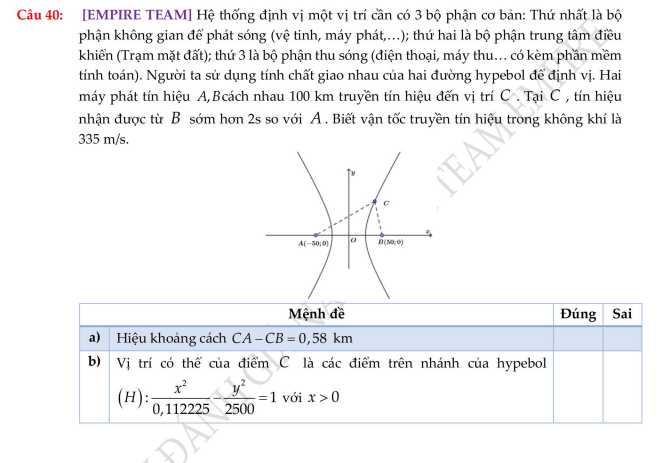 Câu 40: [EMPIRE TEAM] Hệ thống định vị một vị trí cần có 3 bộ phận cơ bản: Thứ nhất là bộ
phận không gian để phát sóng (vệ tinh, máy phát,...); thứ hai là bộ phận trung tâm điều
khiển (Trạm mặt đất); thứ 3 là bộ phận thu sóng (điện thoại, máy thu... có kèm phần mềm
tính toán). Người ta sử dụng tính chất giao nhau của hai đường hypebol để định vị. Hai
máy phát tín hiệu A,B cách nhau 100 km truyền tín hiệu đến vị trí C . Tại C , tín hiệu
nhận được từ B sớm hơn 2s so với A . Biết vận tốc truyền tín hiệu trong không khí là
335 m/s.
y
C
A(−50;0) O B(50;0) x
Mệnh đề Đúng Sai
a) Hiệu khoảng cách CA − CB = 0,58 km
b) Vị trí có thể của điểm C là các điểm trên nhánh của hypebol
(H): x²/0,112225 − y²/2500 = 1 với x > 0
TEAM EMPIRE